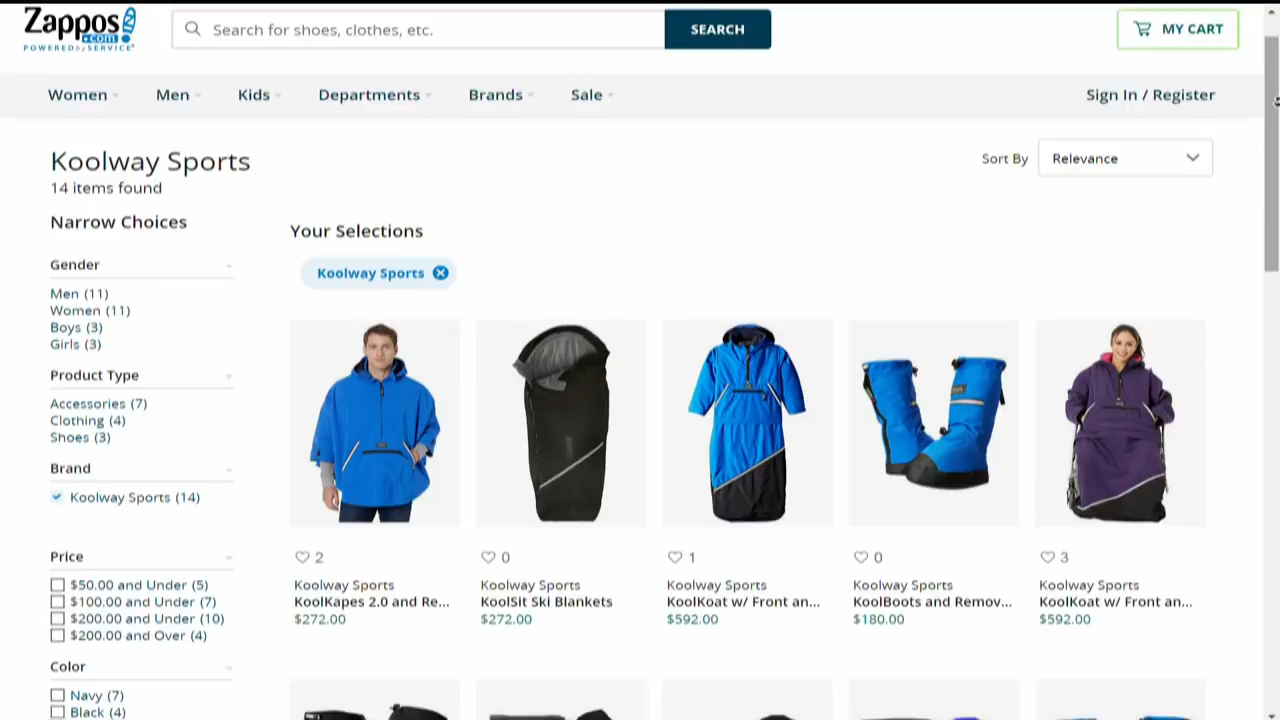 Zappos
.com
POWERED by SERVICE
Search for shoes, clothes, etc.
SEARCH
MY CART
Women
Men
Kids
Departments
Brands
Sale
Sign In / Register
Koolway Sports
14 items found
Sort By
Relevance
Narrow Choices
Gender
Men (11)
Women (11)
Boys (3)
Girls (3)
Product Type
Accessories (7)
Clothing (4)
Shoes (3)
Brand
Koolway Sports (14)
Price
$50.00 and Under (5)
$100.00 and Under (7)
$200.00 and Under (10)
$200.00 and Over (4)
Color
Navy (7)
Black (4)
Your Selections
Koolway Sports
2
Koolway Sports
KoolKapes 2.0 and Re...
$272.00
0
Koolway Sports
KoolSit Ski Blankets
$272.00
1
Koolway Sports
KoolKoat w/ Front an...
$592.00
0
Koolway Sports
KoolBoots and Remov...
$180.00
3
Koolway Sports
KoolKoat w/ Front an...
$592.00